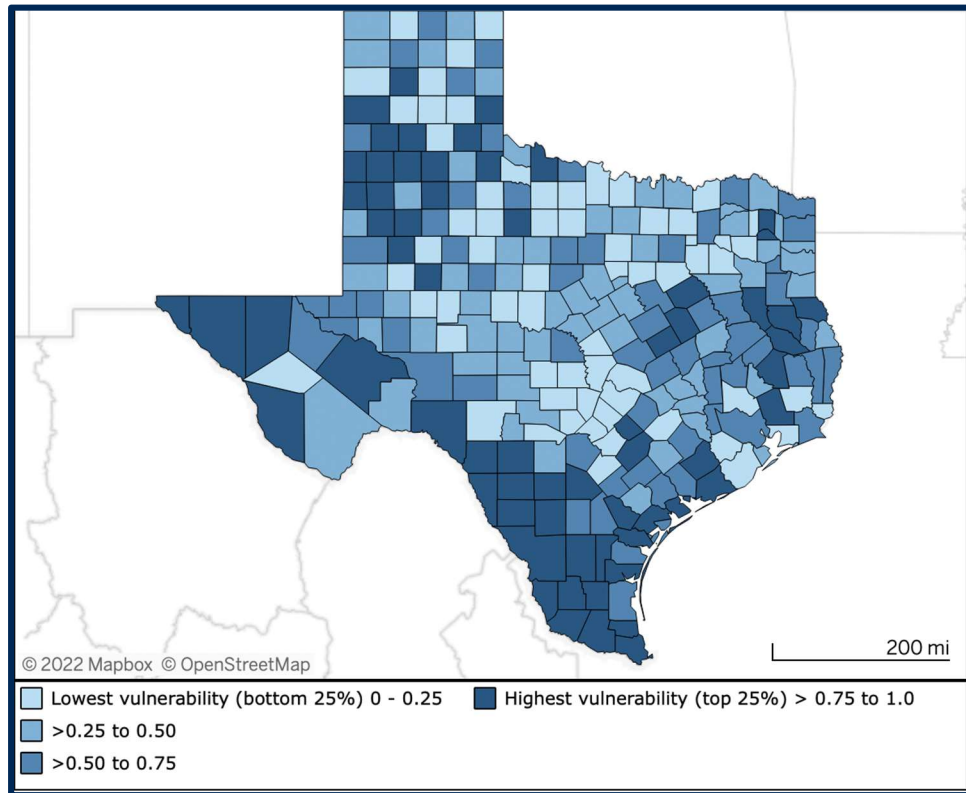 © 2022 Mapbox © OpenStreetMap
200 mi
Lowest vulnerability (bottom 25%) 0 - 0.25
Highest vulnerability (top 25%) > 0.75 to 1.0
>0.25 to 0.50
>0.50 to 0.75